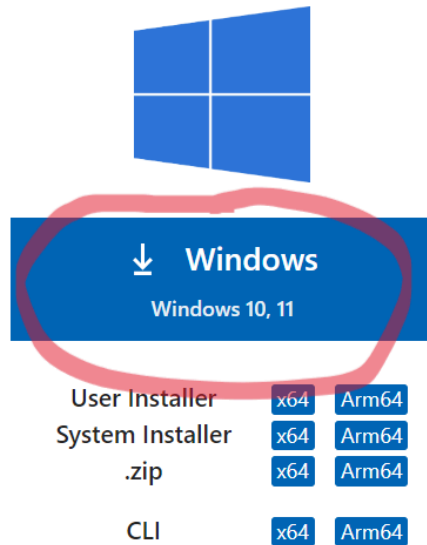 Windows
Windows 10, 11
User Installer x64 Arm64
System Installer x64 Arm64
.zip x64 Arm64
CLI x64 Arm64